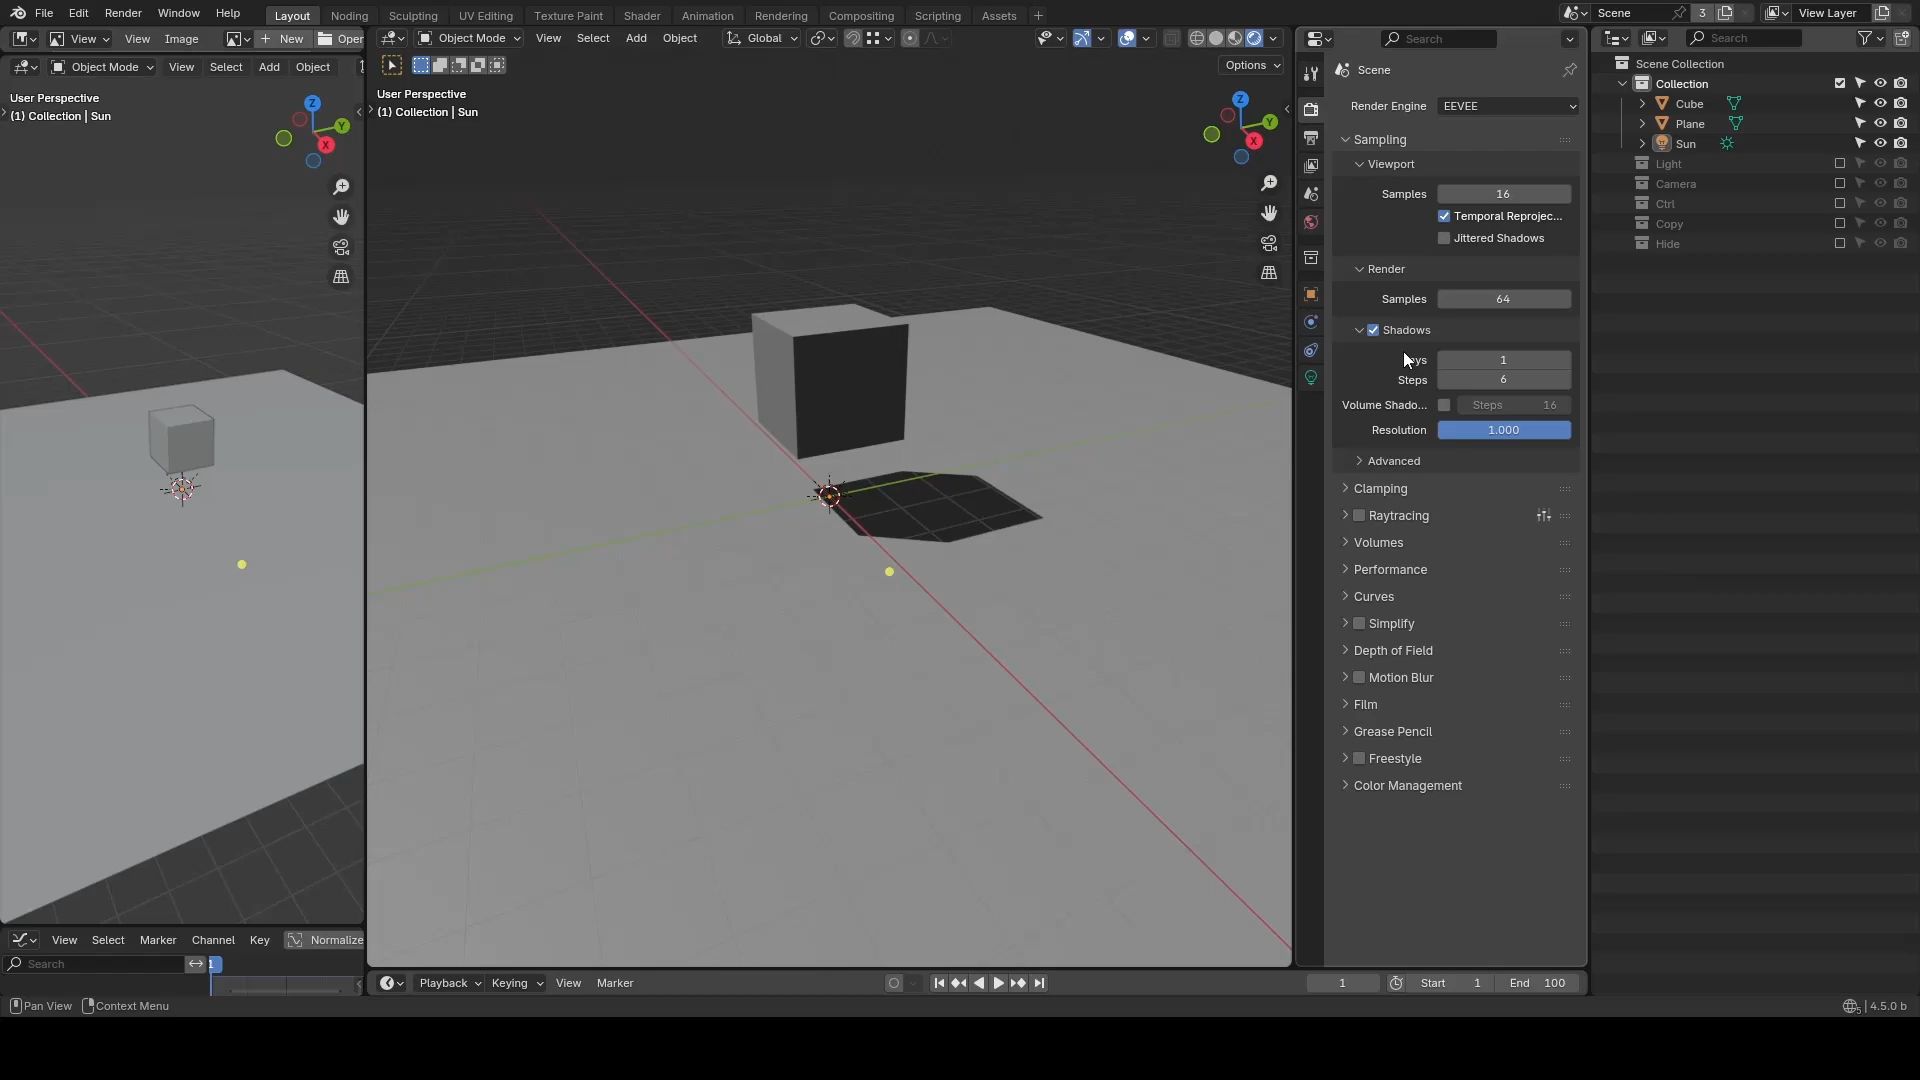 File Edit Render Window Help Layout Noding Sculpting UV Editing Texture Paint Shader Animation Rendering Compositing Scripting Assets + Scene 3 View Layer
View View Image New Open
Object Mode View Select Add Object
User Perspective
(1) Collection | Sun
Z
Y
X
View Select Marker Channel Key Normalize
Search 1
Object Mode View Select Add Object Global
Options
User Perspective
(1) Collection | Sun
Z
Y
X
Playback Keying View Marker 1 Start 1 End 100
Search
Scene
Render Engine EEVEE
Sampling
Viewport
Samples 16
Temporal Reprojec...
Jittered Shadows
Render
Samples 64
Shadows
1
Steps 6
Volume Shado... Steps 16
Resolution 1.000
Advanced
Clamping
Raytracing
Volumes
Performance
Curves
Simplify
Depth of Field
Motion Blur
Film
Grease Pencil
Freestyle
Color Management
Search
Scene Collection
Collection
Cube
Plane
Sun
Light
Camera
Ctrl
Copy
Hide
Pan View Context Menu 4.5.0 b